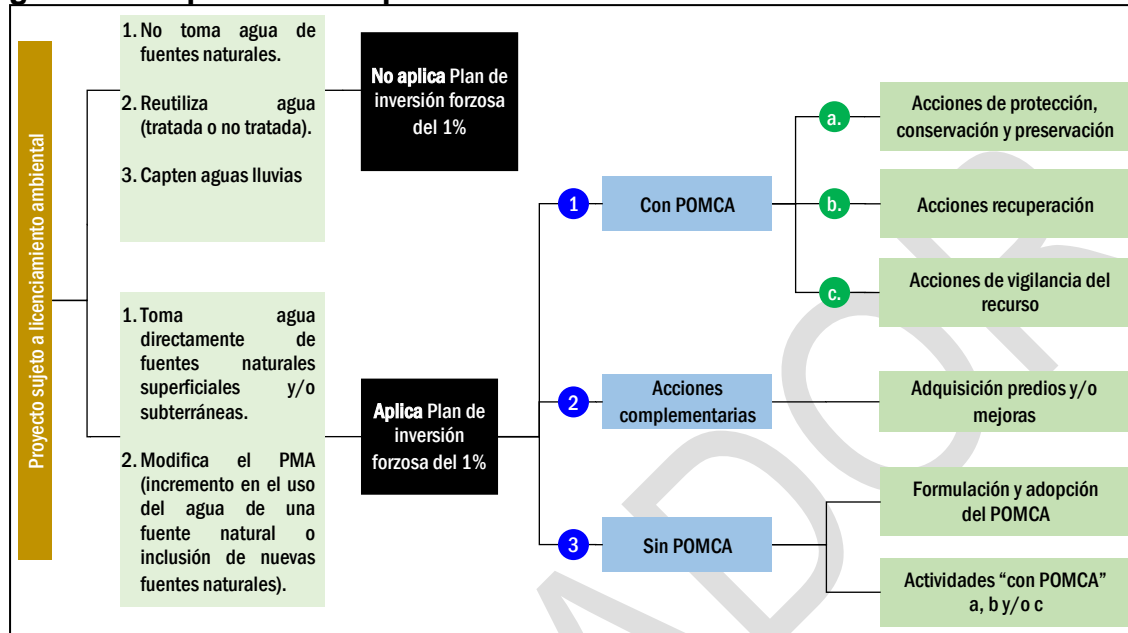 Proyecto sujeto a licenciamiento ambiental
1. No toma agua de
fuentes naturales.
2. Reutiliza agua
(tratada o no tratada).
3. Capten aguas lluvias
No aplica Plan de
inversión forzosa
del 1%
1. Toma agua
directamente de
fuentes naturales
superficiales y/o
subterráneas.
2. Modifica el PMA
(incremento en el uso
del agua de una
fuente natural o
inclusión de nuevas
fuentes naturales).
Aplica Plan de
inversión
forzosa del 1%
1
Con POMCA
a.
Acciones de protección,
conservación y preservación
b.
Acciones recuperación
c.
Acciones de vigilancia del
recurso
2
Acciones
complementarias
Adquisición predios y/o
mejoras
3
Sin POMCA
Formulación y adopción
del POMCA
Actividades “con POMCA”
a, b y/o c